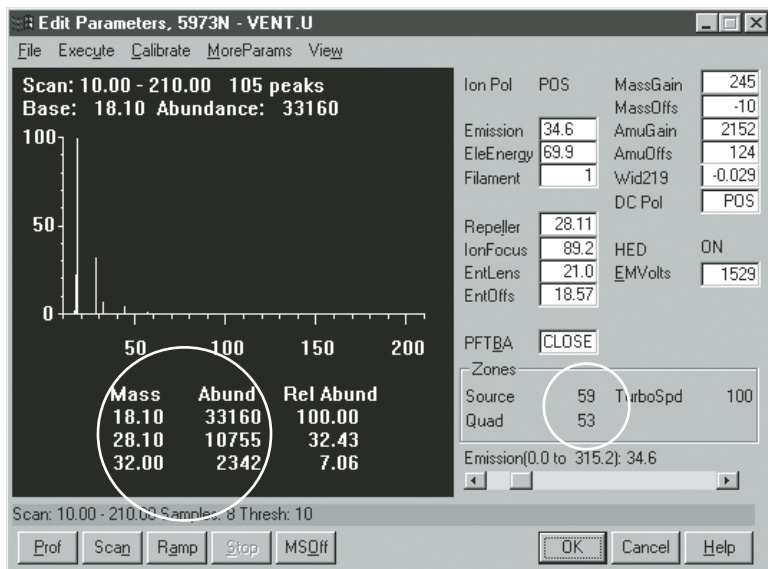 Edit Parameters, 5973N - VENT.U
File Execute Calibrate MoreParams View
Scan: 10.00 - 210.00 105 peaks
Base: 18.10 Abundance: 33160
100
50
0
50 100 150 200
Mass Abund Rel Abund
18.10 33160 100.00
28.10 10755 32.43
32.00 2342 7.06
Ion Pol POS
Emission 34.6
EleEnergy 69.9
Filament 1
Repeller 28.11
IonFocus 89.2
EntLens 21.0
EntOffs 18.57
PFTBA CLOSE
MassGain 245
MassOffs -10
AmuGain 2152
AmuOffs 124
Wid219 -0.029
DC Pol POS
HED ON
EMVolts 1529
Zones
Source 59 TurboSpd 100
Quad 53
Emission(0.0 to 315.2): 34.6
Scan: 10.00 - 210.00 Samples: 8 Thresh: 10
Prof Scan Ramp Stop MSOff OK Cancel Help